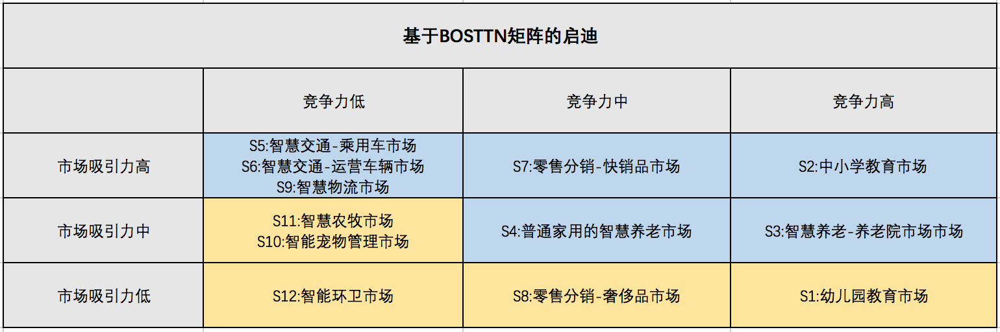 基于BOSTTN矩阵的启迪
竞争力低
竞争力中
竞争力高
市场吸引力高
S5:智慧交通-乘用车市场
S6:智慧交通-运营车辆市场
S9:智慧物流市场
S7:零售分销-快销品市场
S2:中小学教育市场
市场吸引力中
S11:智慧农牧市场
S10:智能宠物管理市场
S4:普通家用的智慧养老市场
S3:智慧养老-养老院市场市场
市场吸引力低
S12:智能环卫市场
S8:零售分销-奢侈品市场
S1:幼儿园教育市场